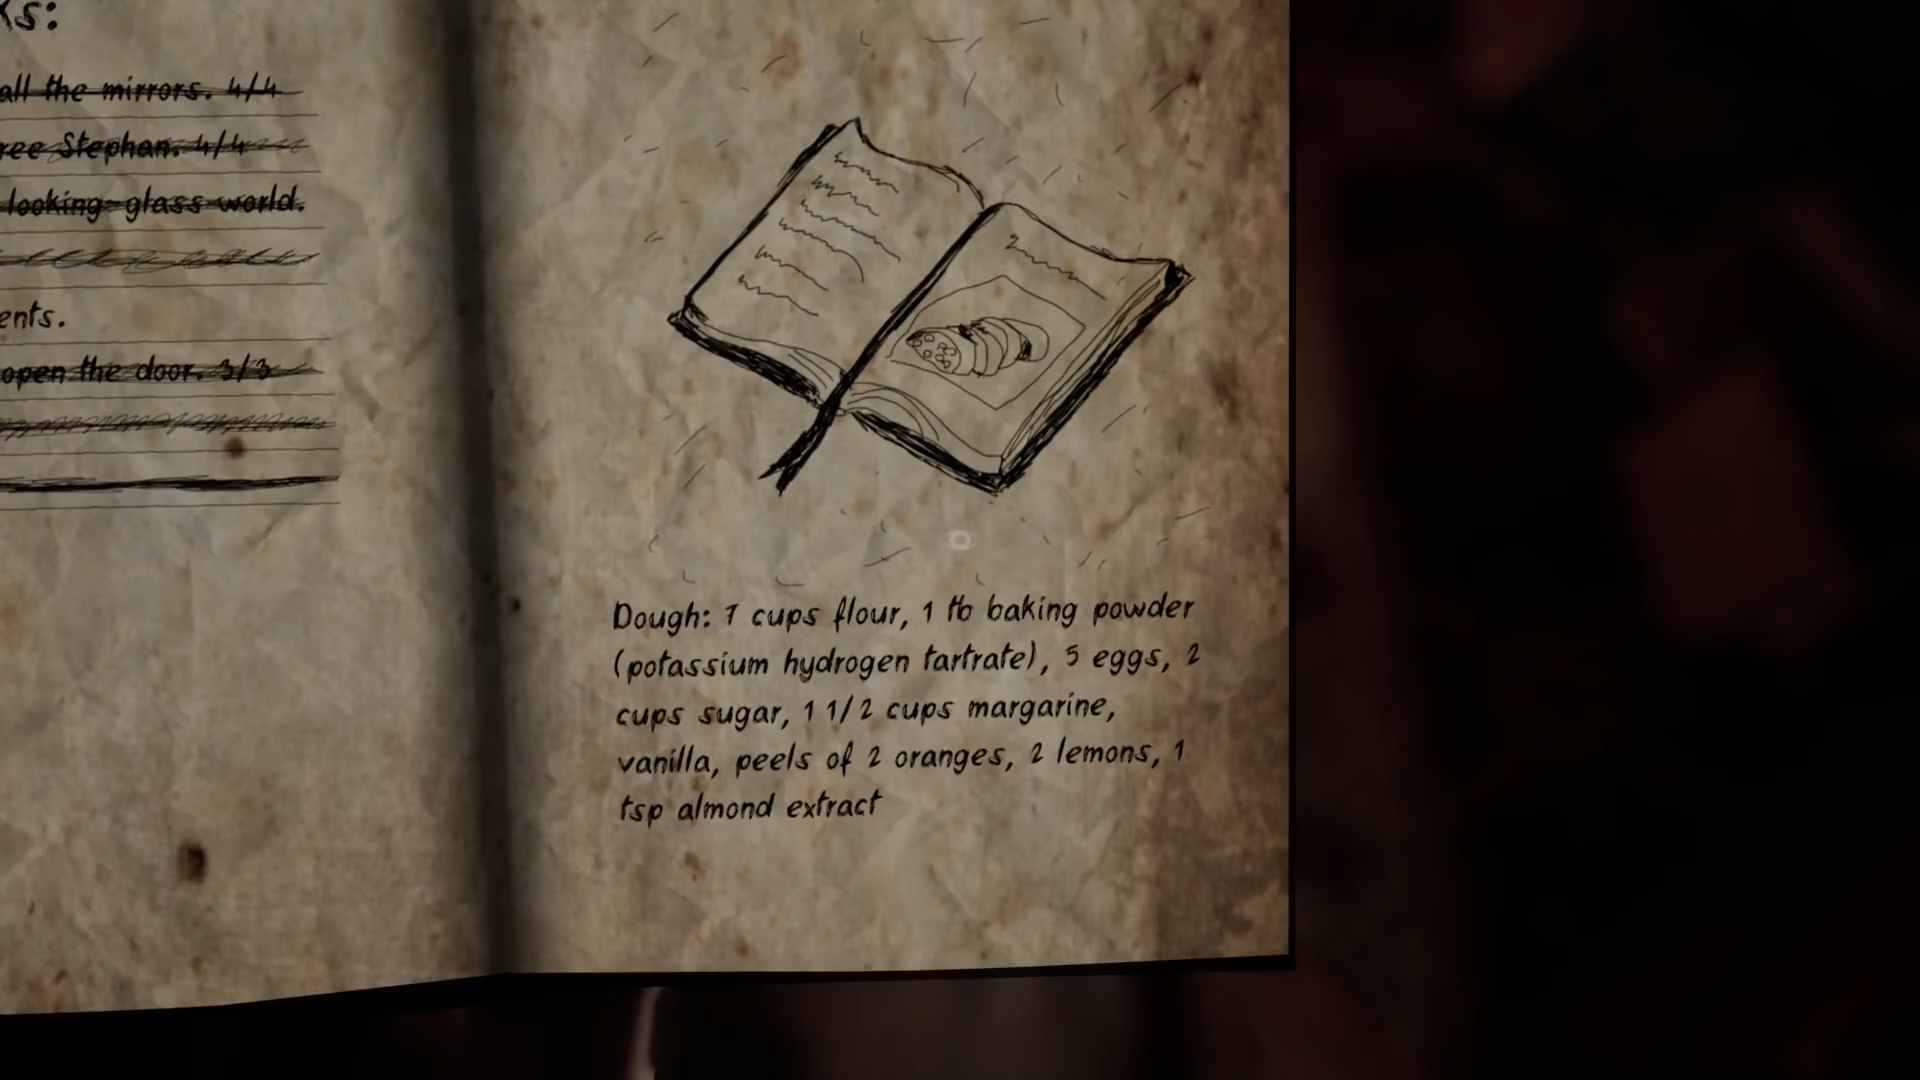 ks:
all the mirrors. 4/4
ree Stephan. 4/4
looking-glass world.
ents.
open the door. 3/3
Dough: 7 cups flour, 1 tb baking powder
(potassium hydrogen tartrate), 5 eggs, 2
cups sugar, 1 1/2 cups margarine,
vanilla, peels of 2 oranges, 2 lemons, 1
tsp almond extract